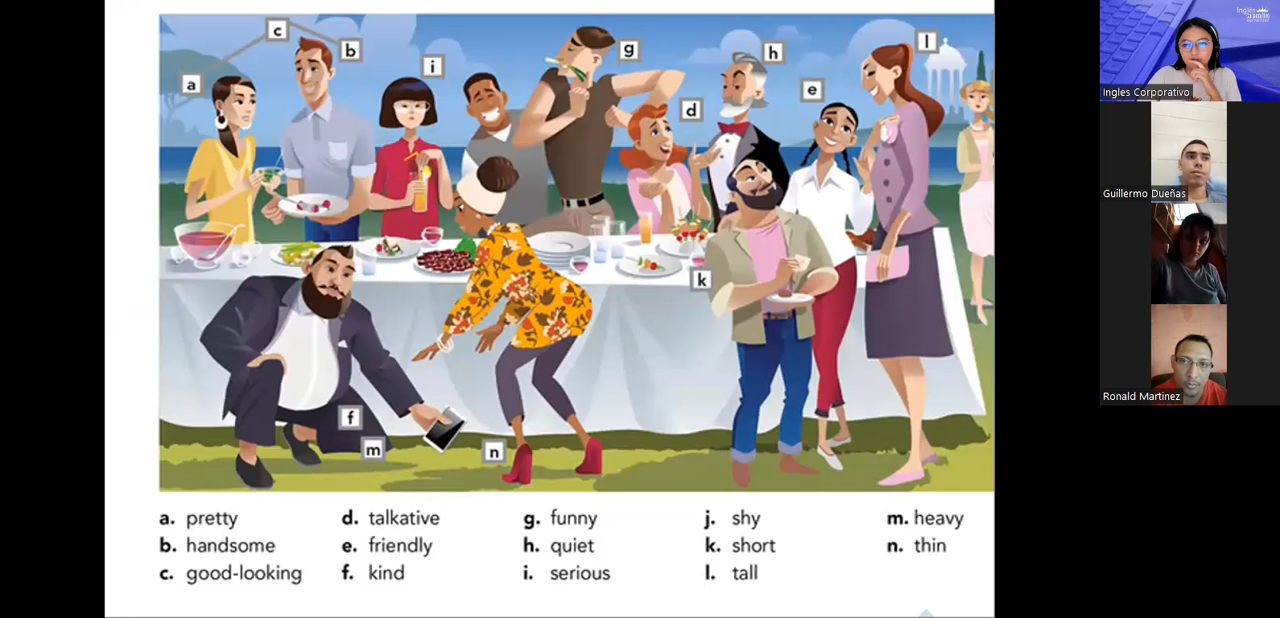 c
b
g
l
i
h
a
e
d
k
f
m
n
a. pretty
b. handsome
c. good-looking
d. talkative
e. friendly
f. kind
g. funny
h. quiet
i. serious
j. shy
k. short
l. tall
m. heavy
n. thin
Ingles Corporativo
Guillermo Dueñas
Ronald Martinez